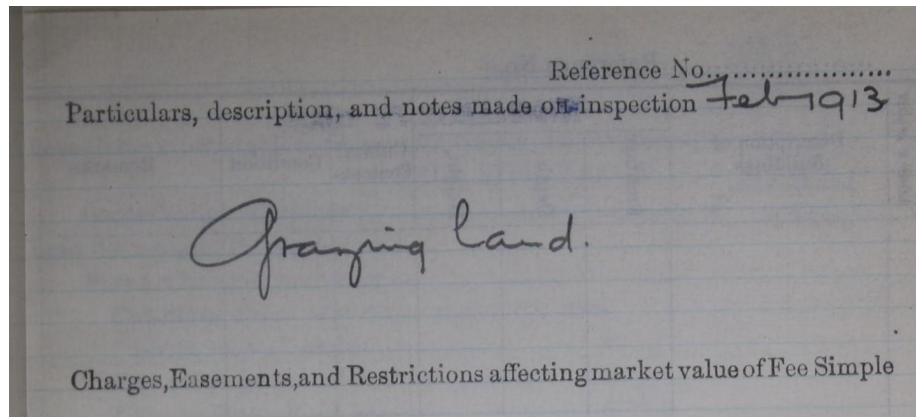 Reference No....................
Particulars, description, and notes made on inspection Feb 1913
Grazing land.
Charges, Easements, and Restrictions affecting market value of Fee Simple